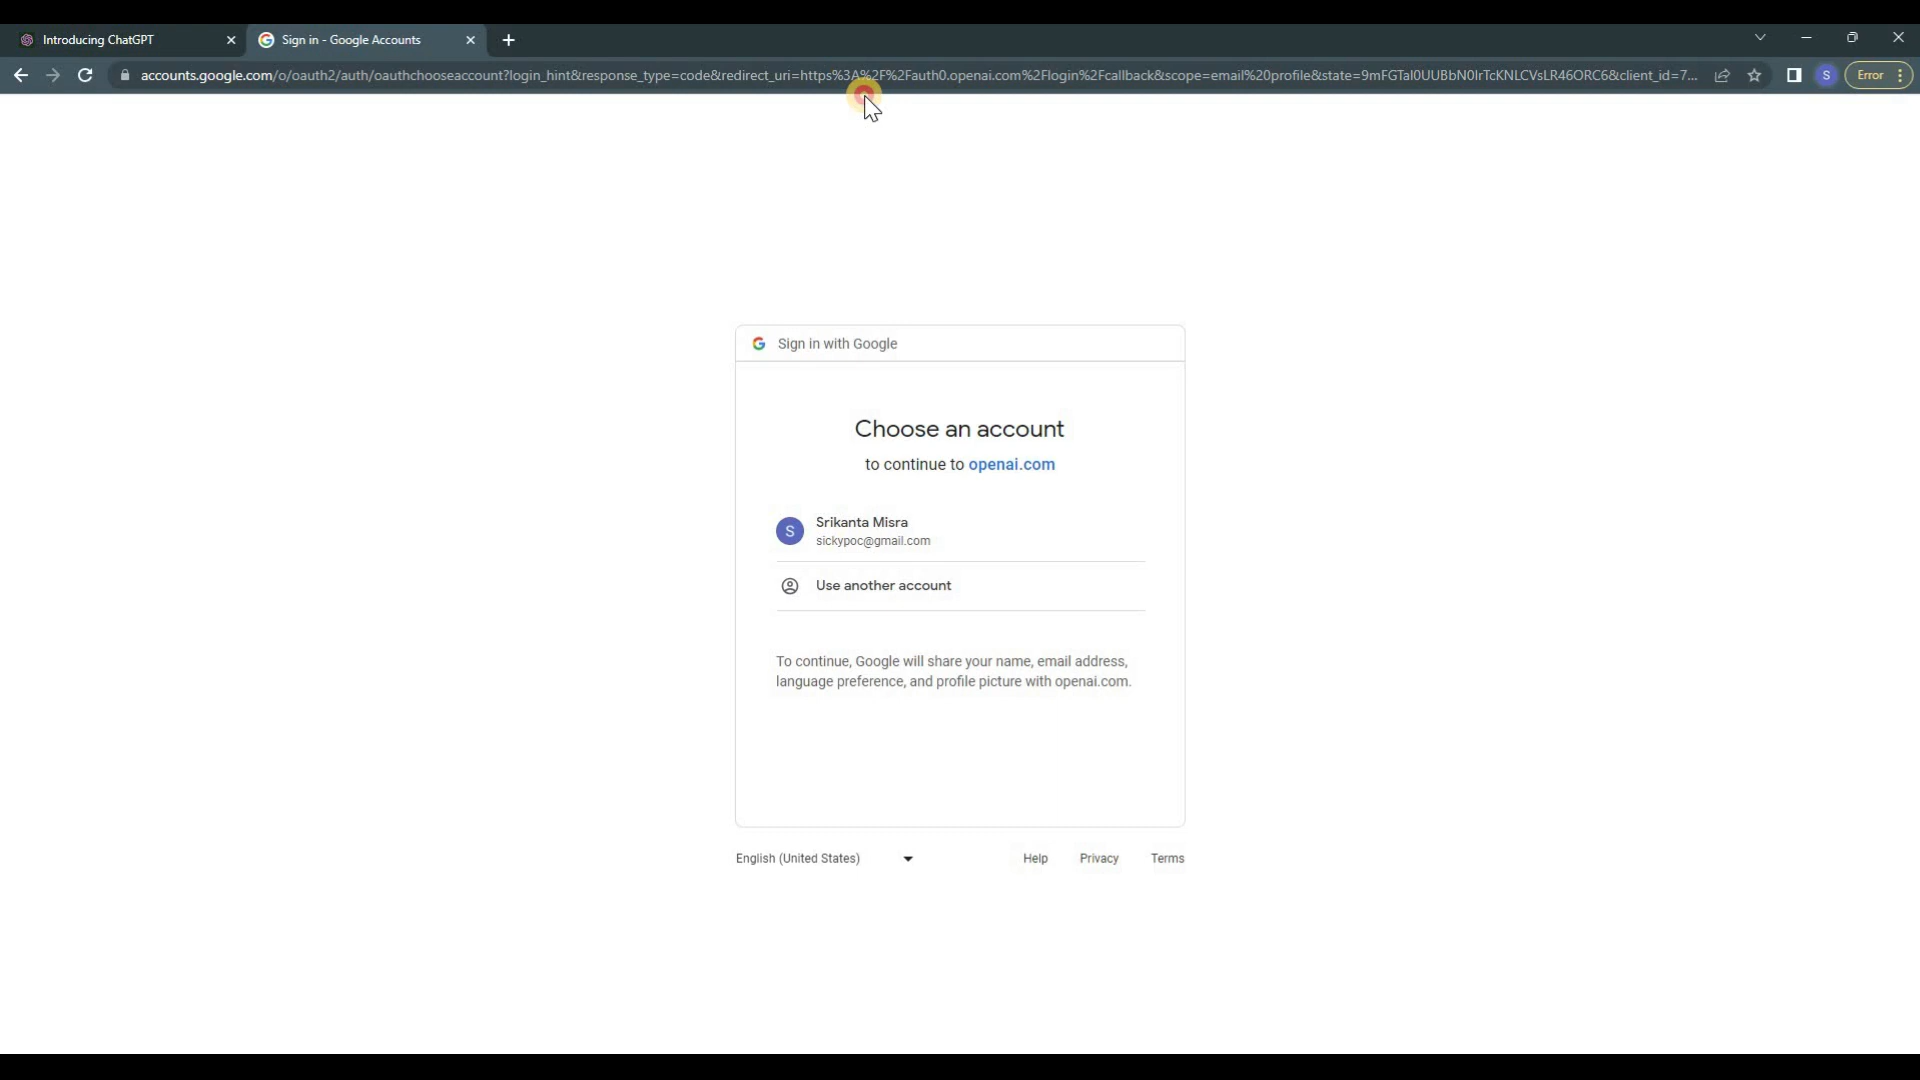 Introducing ChatGPT
Sign in - Google Accounts
accounts.google.com/o/oauth2/auth/oauthchooseaccount?login_hint&response_type=code&redirect_uri=https%3A%2F%2Fauth0.openai.com%2Flogin%2Fcallback&scope=email%20profile&state=9mFGTal0UUBbN0IrTcKNLCVsLR46ORC6&client_id=7...
S
Error
Sign in with Google
Choose an account
to continue to openai.com
S
Srikanta Misra
sickypoc@gmail.com
Use another account
To continue, Google will share your name, email address,
language preference, and profile picture with openai.com.
English (United States)
Help
Privacy
Terms